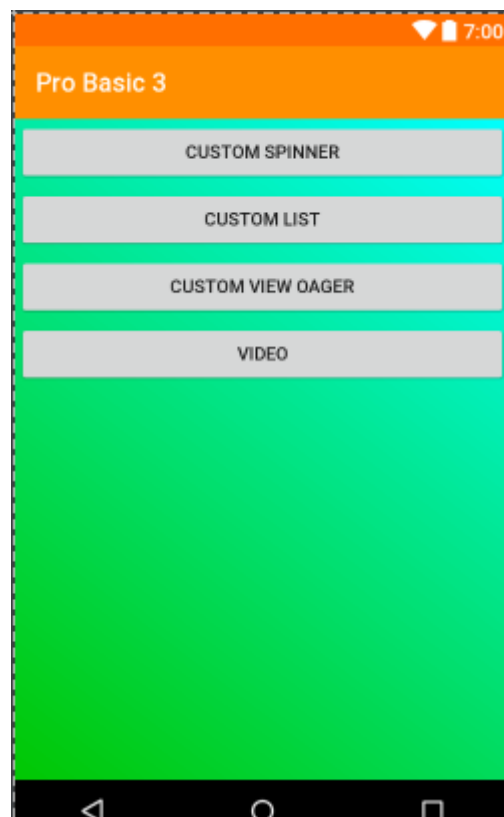 7:00
Pro Basic 3
CUSTOM SPINNER
CUSTOM LIST
CUSTOM VIEW OAGER
VIDEO